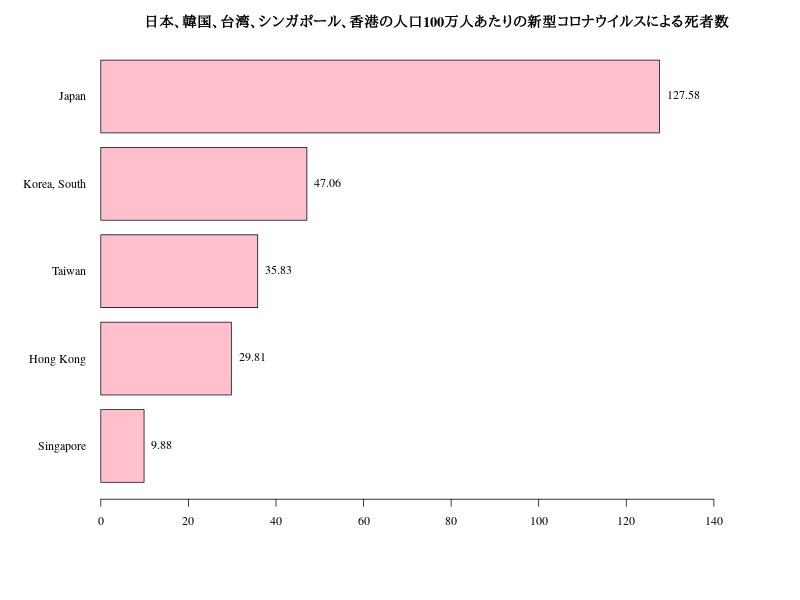 日本、韓国、台湾、シンガポール、香港の人口100万人あたりの新型コロナウイルスによる死者数
Japan 127.58
Korea, South 47.06
Taiwan 35.83
Hong Kong 29.81
Singapore 9.88
0 20 40 60 80 100 120 140